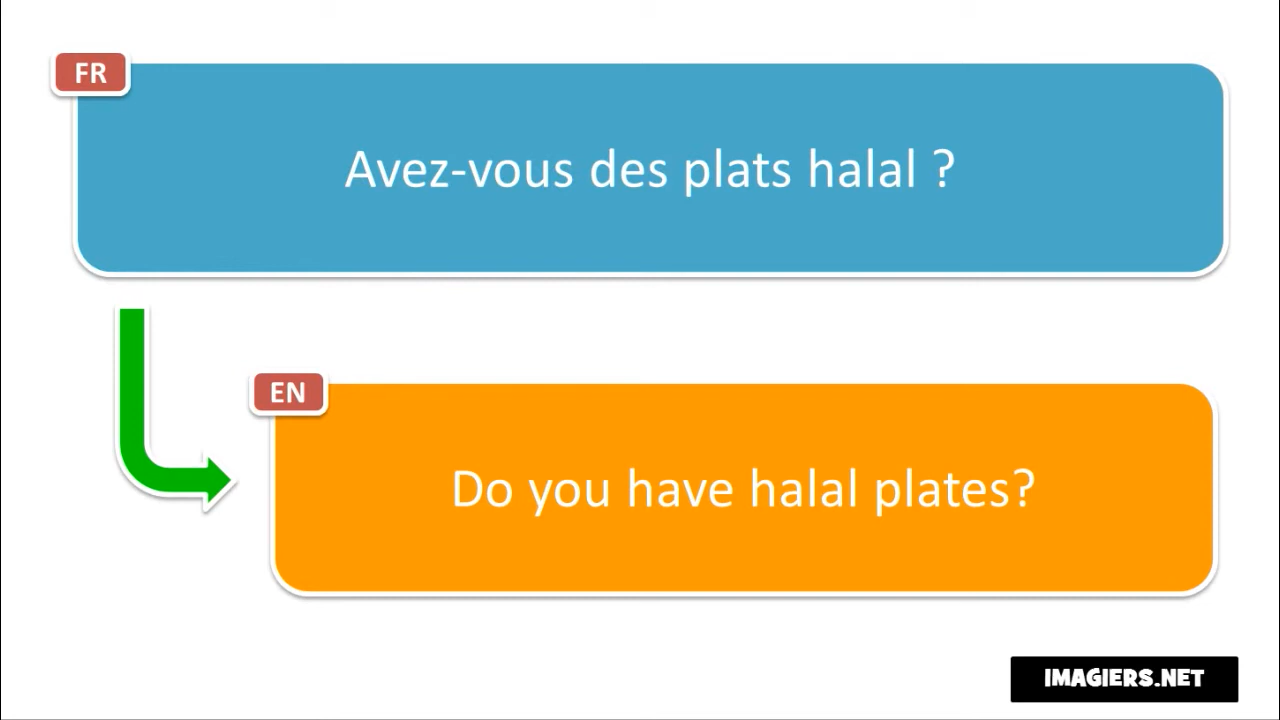 FR
Avez-vous des plats halal ?
EN
Do you have halal plates?
IMAGIERS.NET